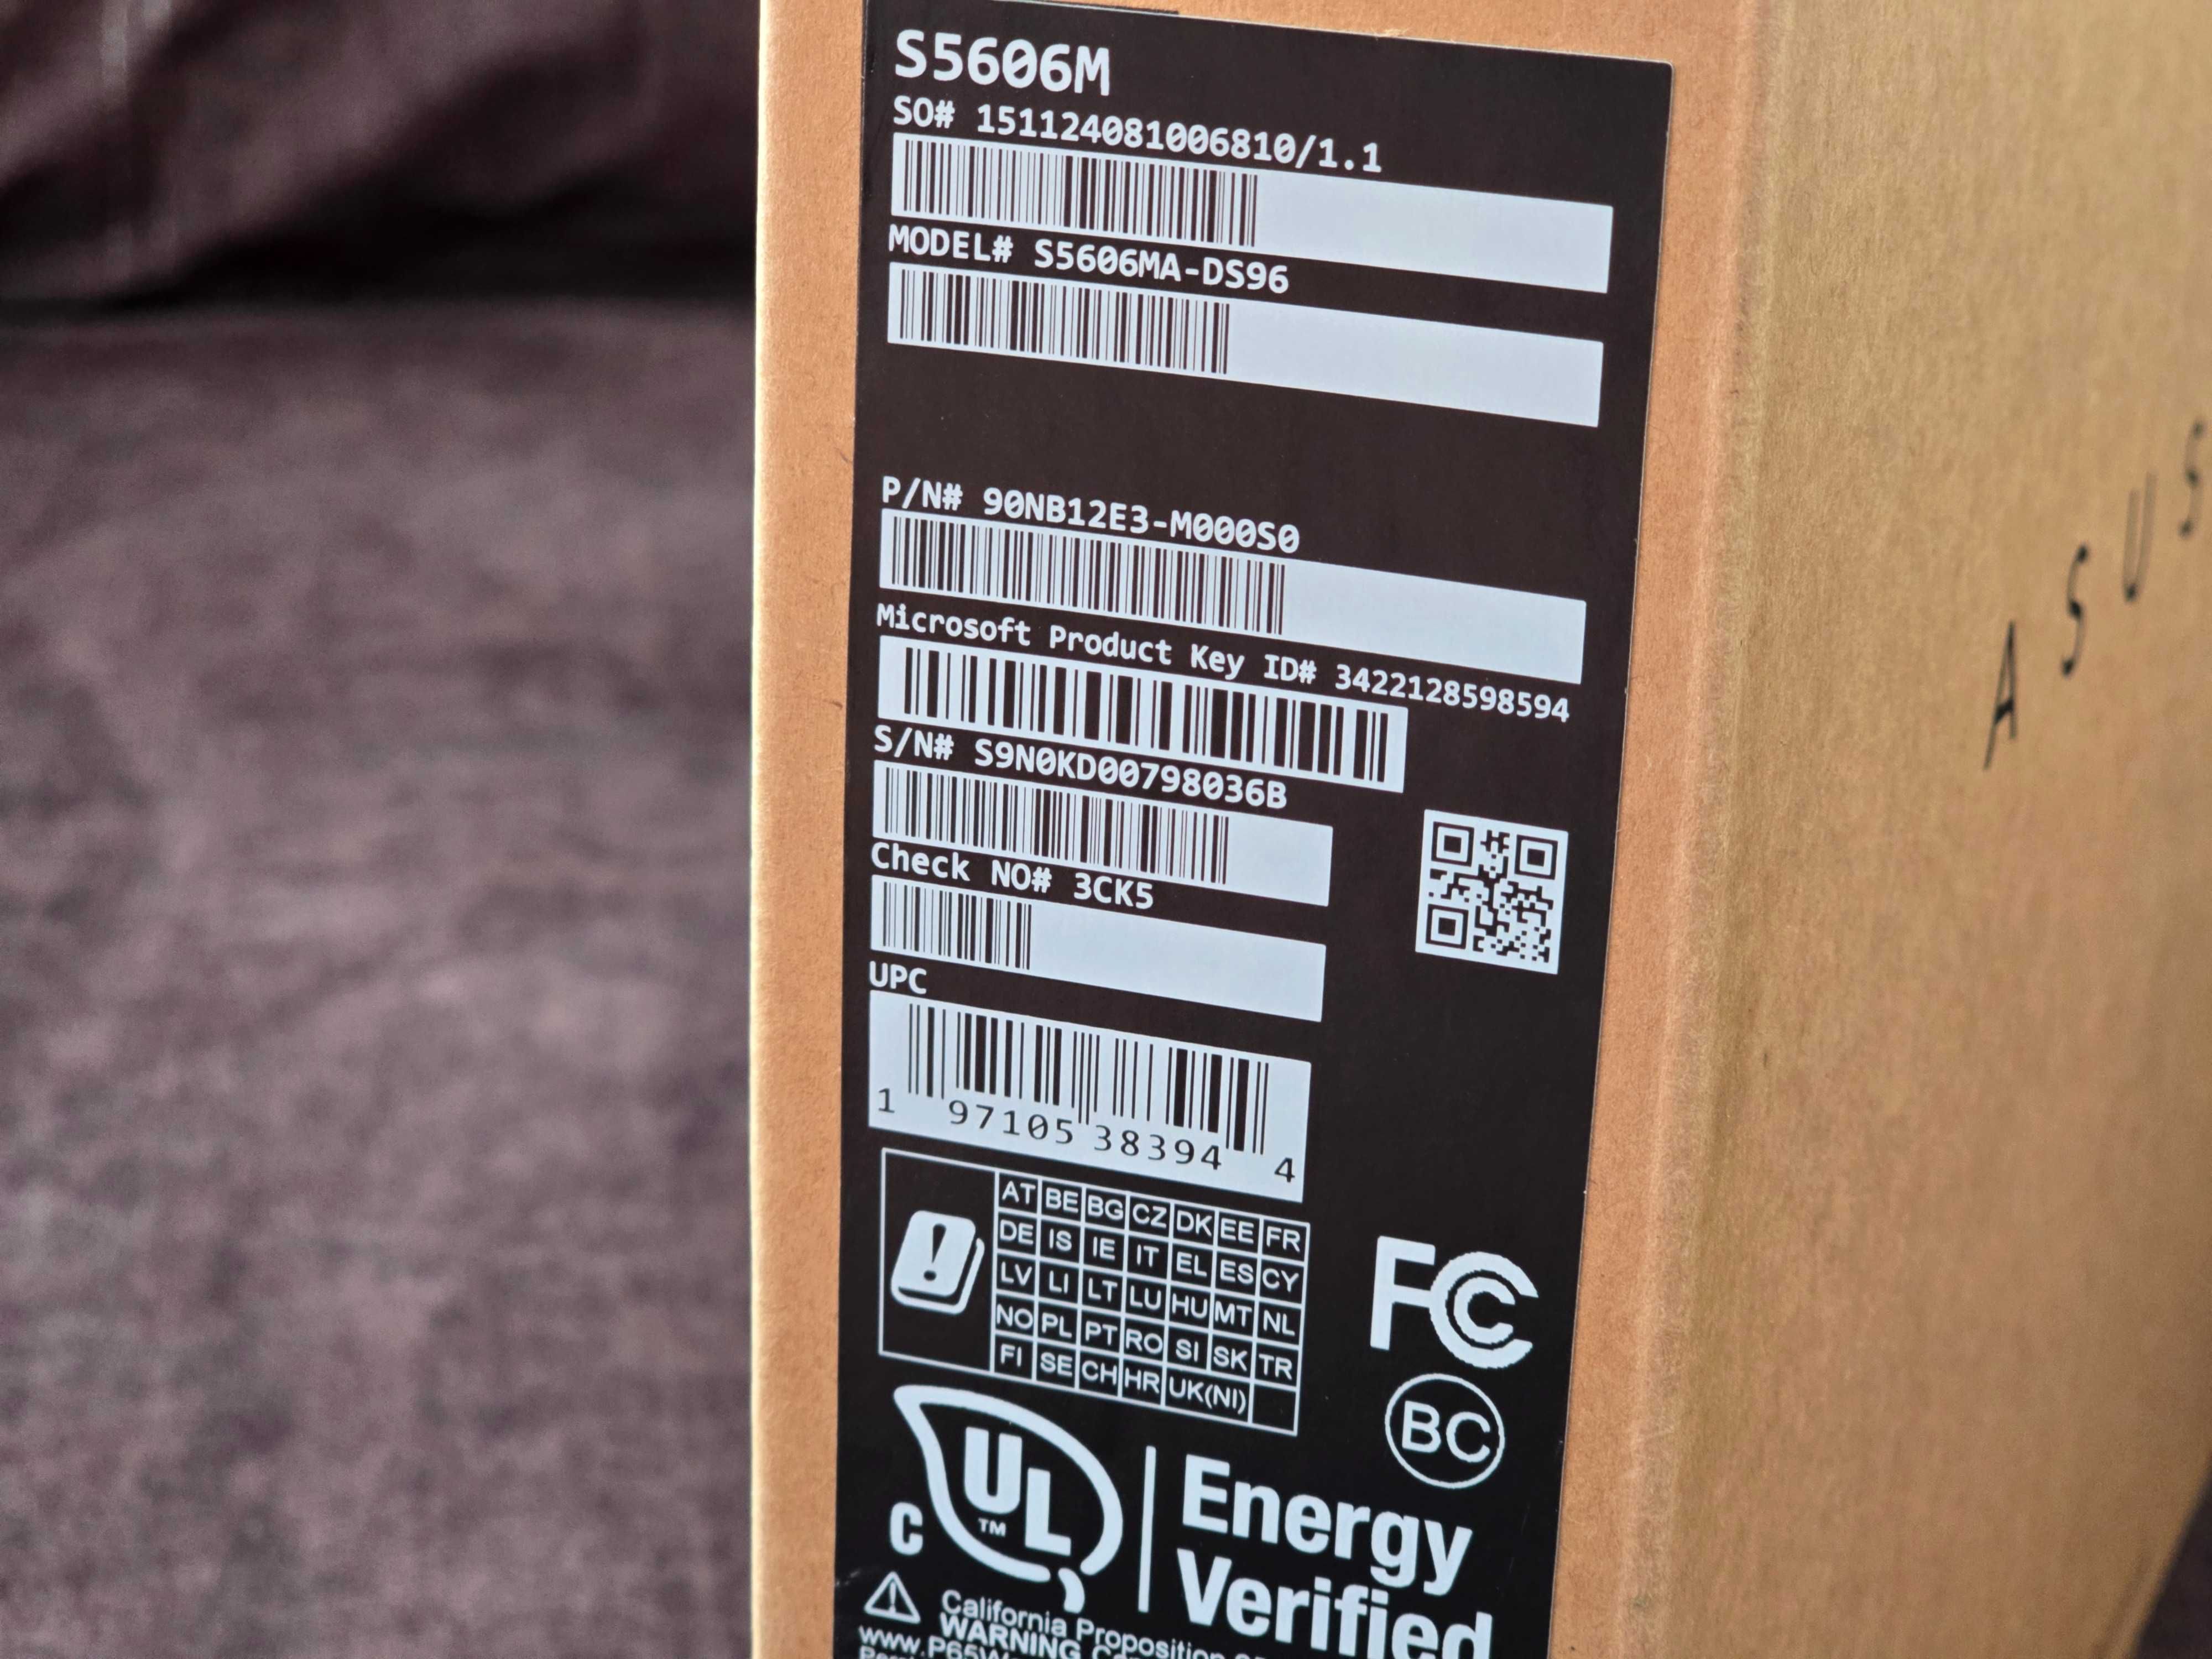 S5606M
SO# 151124081006810/1.1
MODEL# S5606MA-DS96
P/N# 90NB12E3-M000S0
Microsoft Product Key ID# 3422128598594
S/N# S9N0KD00798036B
Check NO# 3CK5
UPC
1 97105 38394 4
AT BE BG CZ DK EE FR
DE IS IE IT EL ES CY
LV LI LT LU HU MT NL
NO PL PT RO SI SK TR
FI SE CH HR UK(NI)
FC
BC
C UL TM
Energy
Verified
California Proposition
WARNING
www.P65W
ASUS